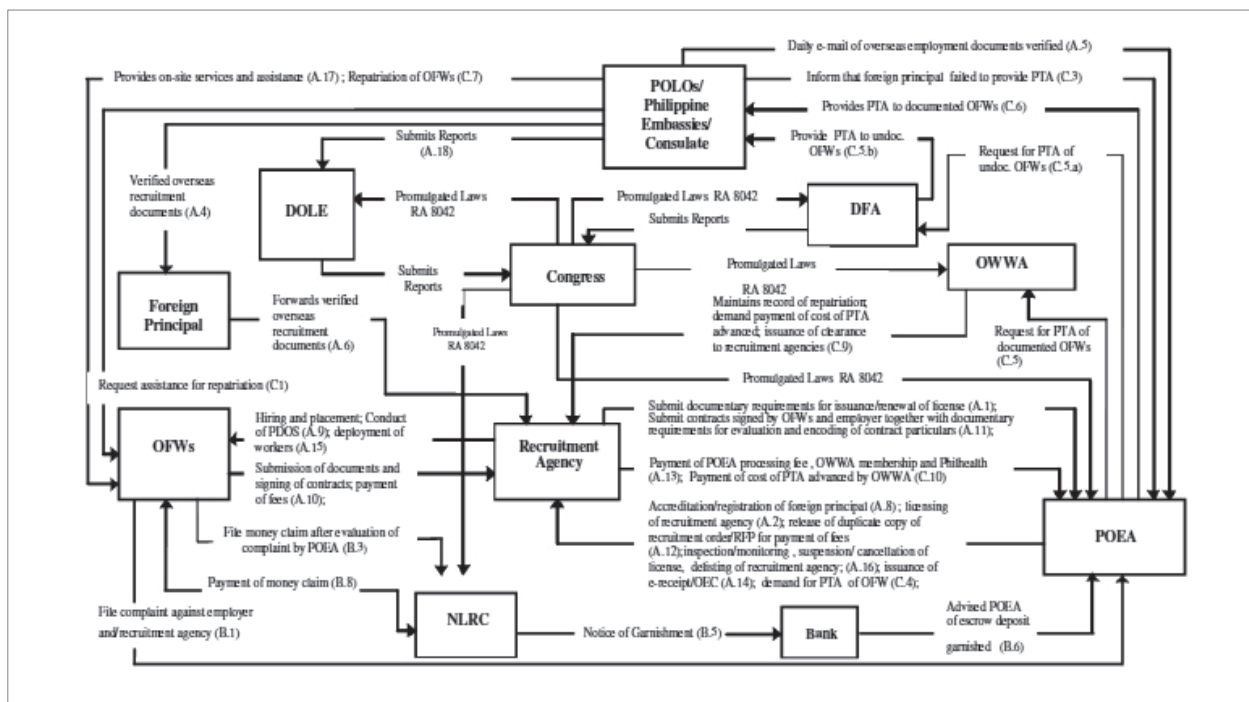 Daily e-mail of overseas employment documents verified (A.5)
Provides on-site services and assistance (A.17) ; Repatriation of OFWs (C.7)
POLOs/
Philippine
Embassies/
Consulate
Inform that foreign principal failed to provide PTA (C.3)
Provides PTA to documented OFWs (C.6)
Submits Reports
(A.18)
Provide PTA to undoc.
OFWs (C.5.b)
Request for PTA of
undoc. OFWs (C.5.a)
Verified overseas
recruitment
documents (A.4)
DOLE
Promulgated Laws
RA 8042
Promulgated Laws RA 8042
Submits Reports
DFA
Submits
Reports
Congress
Promulgated Laws
RA 8042
OWWA
Foreign
Principal
Forwards verified
overseas
recruitment
documents (A.6)
Promulgated Laws
RA 8042
Maintains record of repatriation;
demand payment of cost of PTA
advanced; issuance of clearance
to recruitment agencies (C.9)
Request for PTA of
documented OFWs
(C.5)
Request assistance for repatriation (C1)
Promulgated Laws RA 8042
OFWs
Hiring and placement; Conduct
of PDOS (A.9); deployment of
workers (A.15)
Submission of documents and
signing of contracts; payment
of fees (A.10);
Recruitment
Agency
Submit documentary requirements for issuance/renewal of license (A.1);
Submit contracts signed by OFWs and employer together with documentary
requirements for evaluation and encoding of contract particulars (A.11);
Payment of POEA processing fee , OWWA membership and Philhealth
(A.13); Payment of cost of PTA advanced by OWWA (C.10)
Accreditation/registration of foreign principal (A.8) ; licensing
of recruitment agency (A.2); release of duplicate copy of
recruitment order/RFP for payment of fees
(A.12);inspection/monitoring , suspension/ cancellation of
license, delisting of recruitment agency; (A.16); issuance of
e-receipt/OEC (A.14); demand for PTA of OFW (C.4);
POEA
File money claim after evaluation of
complaint by POEA (B.3)
Payment of money claim (B.8)
File complaint against employer
and/recruitment agency (B.1)
NLRC
Notice of Garnishment (B.5)
Bank
Advised POEA
of escrow deposit
garnished (B.6)